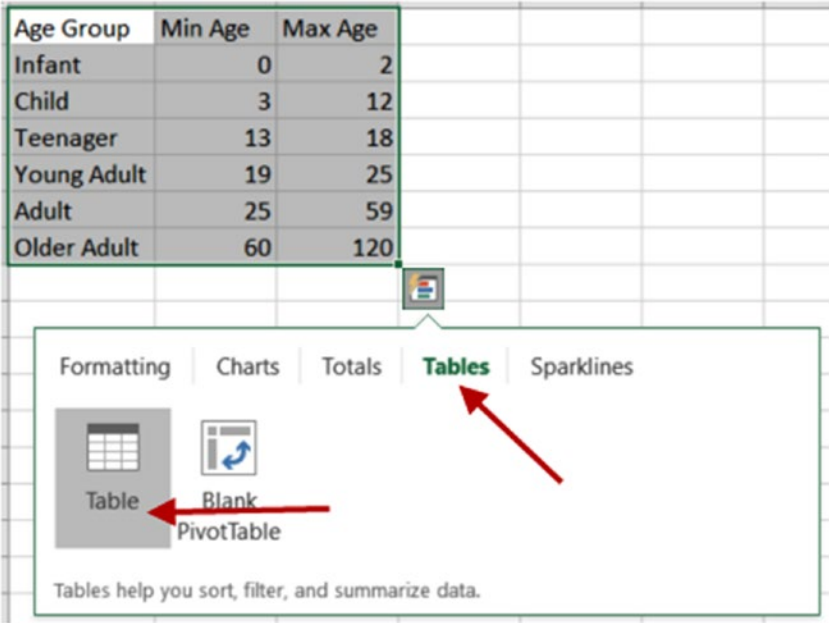 Age Group Min Age Max Age
Infant 0 2
Child 3 12
Teenager 13 18
Young Adult 19 25
Adult 25 59
Older Adult 60 120
Formatting Charts Totals Tables Sparklines
Table Blank
PivotTable
Tables help you sort, filter, and summarize data.